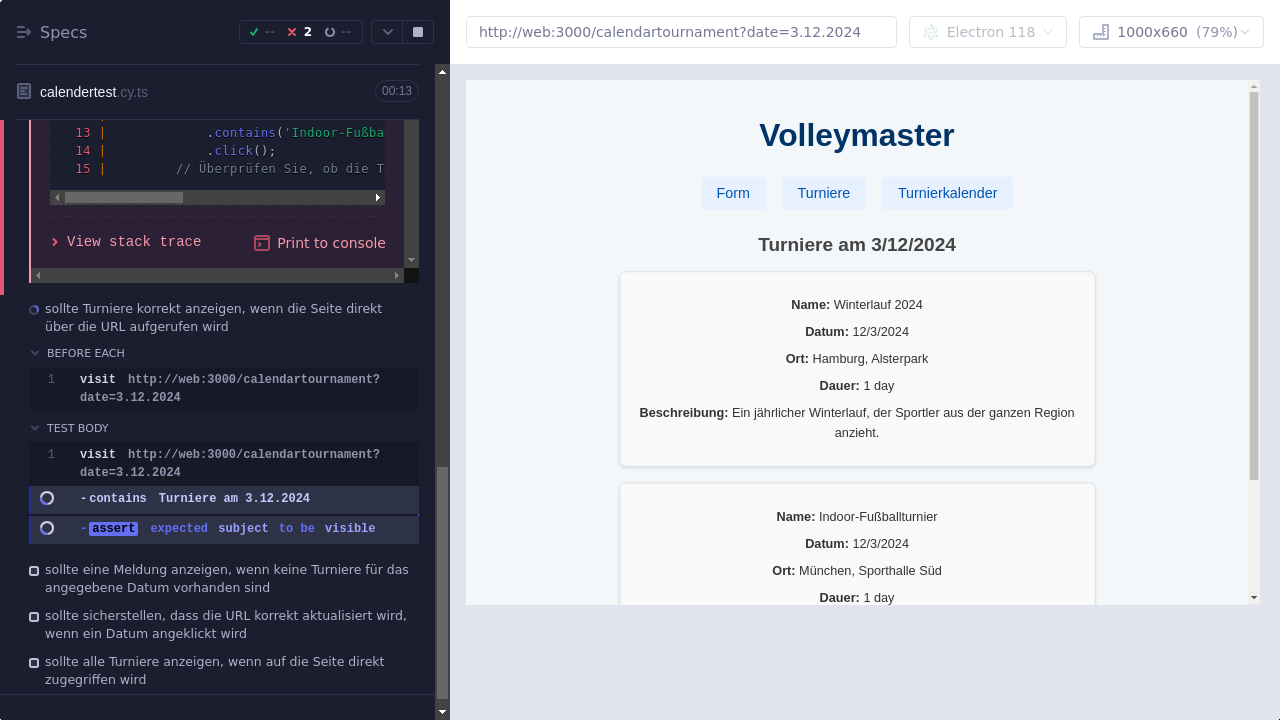 Specs
--
2
--
calendertest.cy.ts
00:13
13 | .contains('Indoor-Fußba
14 | .click();
15 | // Überprüfen Sie, ob die T
View stack trace
Print to console
sollte Turniere korrekt anzeigen, wenn die Seite direkt
über die URL aufgerufen wird
BEFORE EACH
1 visit http://web:3000/calendartournament?
date=3.12.2024
TEST BODY
1 visit http://web:3000/calendartournament?
date=3.12.2024
-contains Turniere am 3.12.2024
-assert expected subject to be visible
sollte eine Meldung anzeigen, wenn keine Turniere für das
angegebene Datum vorhanden sind
sollte sicherstellen, dass die URL korrekt aktualisiert wird,
wenn ein Datum angeklickt wird
sollte alle Turniere anzeigen, wenn auf die Seite direkt
zugegriffen wird
http://web:3000/calendartournament?date=3.12.2024
Electron 118
1000x660 (79%)
Volleymaster
Form
Turniere
Turnierkalender
Turniere am 3/12/2024
Name: Winterlauf 2024
Datum: 12/3/2024
Ort: Hamburg, Alsterpark
Dauer: 1 day
Beschreibung: Ein jährlicher Winterlauf, der Sportler aus der ganzen Region
anzieht.
Name: Indoor-Fußballturnier
Datum: 12/3/2024
Ort: München, Sporthalle Süd
Dauer: 1 day